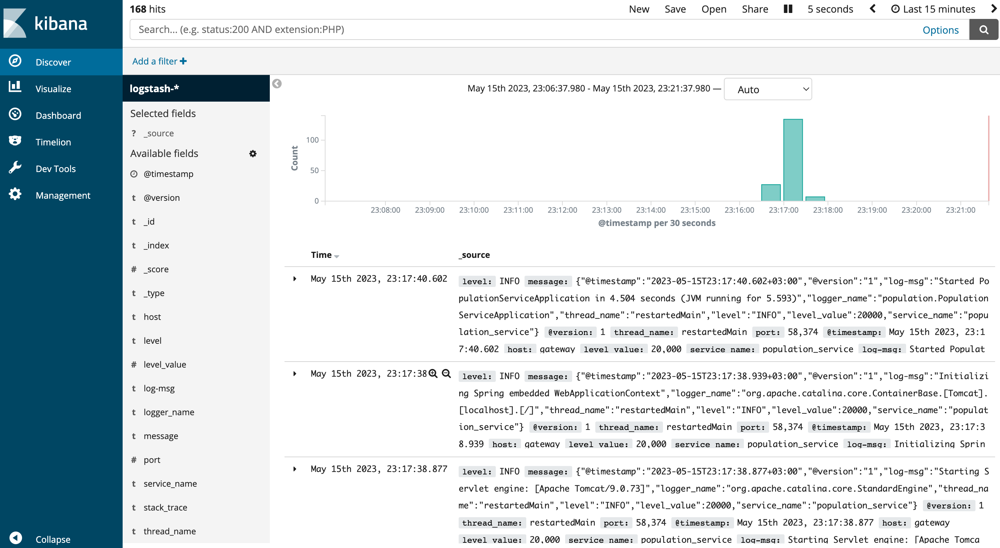 kibana
Discover
Visualize
Dashboard
Timelion
Dev Tools
Management
Collapse
168 hits
New Save Open Share 5 seconds Last 15 minutes
Search... (e.g. status:200 AND extension:PHP) Options
Add a filter
logstash-*
Selected fields
? _source
Available fields
@timestamp
t @version
t _id
t _index
# _score
t _type
t host
t level
# level_value
t log-msg
t logger_name
t message
# port
t service_name
t stack_trace
t thread_name
May 15th 2023, 23:06:37.980 - May 15th 2023, 23:21:37.980 — Auto
Count
100
50
0
23:08:00 23:09:00 23:10:00 23:11:00 23:12:00 23:13:00 23:14:00 23:15:00 23:16:00 23:17:00 23:18:00 23:19:00 23:20:00 23:21:00
@timestamp per 30 seconds
Time _source
May 15th 2023, 23:17:40.602 level: INFO message: {"@timestamp":"2023-05-15T23:17:40.602+03:00","@version":"1","log-msg":"Started Po
pulationServiceApplication in 4.504 seconds (JVM running for 5.593)","logger_name":"population.Population
ServiceApplication","thread_name":"restartedMain","level":"INFO","level_value":20000,"service_name":"popu
lation_service"} @version: 1 thread_name: restartedMain port: 58,374 @timestamp: May 15th 2023, 23:1
7:40.602 host: gateway level_value: 20,000 service_name: population_service log-msg: Started Populat
May 15th 2023, 23:17:38 level: INFO message: {"@timestamp":"2023-05-15T23:17:38.939+03:00","@version":"1","log-msg":"Initializi
ng Spring embedded WebApplicationContext","logger_name":"org.apache.catalina.core.ContainerBase.[Tomcat].
[localhost].[/]","thread_name":"restartedMain","level":"INFO","level_value":20000,"service_name":"populat
ion_service"} @version: 1 thread_name: restartedMain port: 58,374 @timestamp: May 15th 2023, 23:17:3
8.939 host: gateway level_value: 20,000 service_name: population_service log-msg: Initializing Sprin
May 15th 2023, 23:17:38.877 level: INFO message: {"@timestamp":"2023-05-15T23:17:38.877+03:00","@version":"1","log-msg":"Starting S
ervlet engine: [Apache Tomcat/9.0.73]","logger_name":"org.apache.catalina.core.StandardEngine","thread_na
me":"restartedMain","level":"INFO","level_value":20000,"service_name":"population_service"} @version: 1
thread_name: restartedMain port: 58,374 @timestamp: May 15th 2023, 23:17:38.877 host: gateway
level_value: 20,000 service_name: population_service log-msg: Starting Servlet engine: [Apache Tomca